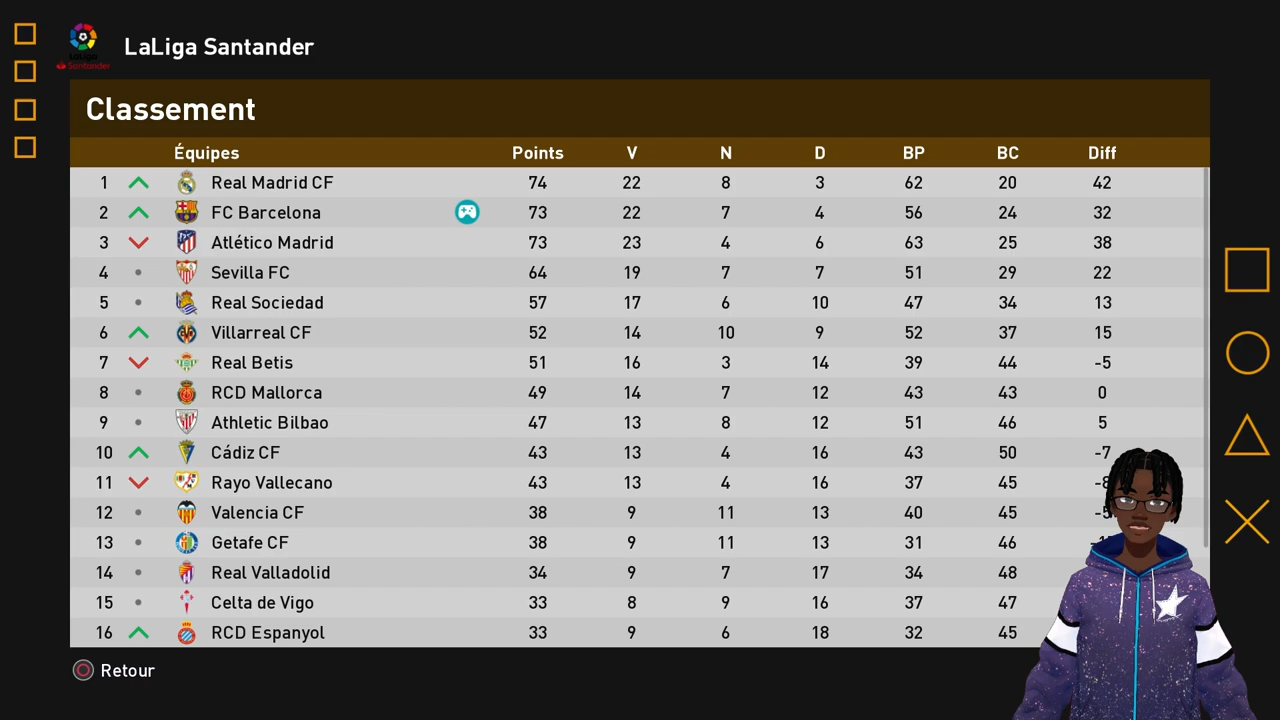 LaLiga Santander
LaLiga
Santander
Classement
Équipes Points V N D BP BC Diff
1 Real Madrid CF 74 22 8 3 62 20 42
2 FC Barcelona 73 22 7 4 56 24 32
3 Atlético Madrid 73 23 4 6 63 25 38
4 Sevilla FC 64 19 7 7 51 29 22
5 Real Sociedad 57 17 6 10 47 34 13
6 Villarreal CF 52 14 10 9 52 37 15
7 Real Betis 51 16 3 14 39 44 -5
8 RCD Mallorca 49 14 7 12 43 43 0
9 Athletic Bilbao 47 13 8 12 51 46 5
10 Cádiz CF 43 13 4 16 43 50 -7
11 Rayo Vallecano 43 13 4 16 37 45 -8
12 Valencia CF 38 9 11 13 40 45 -5
13 Getafe CF 38 9 11 13 31 46
14 Real Valladolid 34 9 7 17 34 48
15 Celta de Vigo 33 8 9 16 37 47
16 RCD Espanyol 33 9 6 18 32 45
Retour